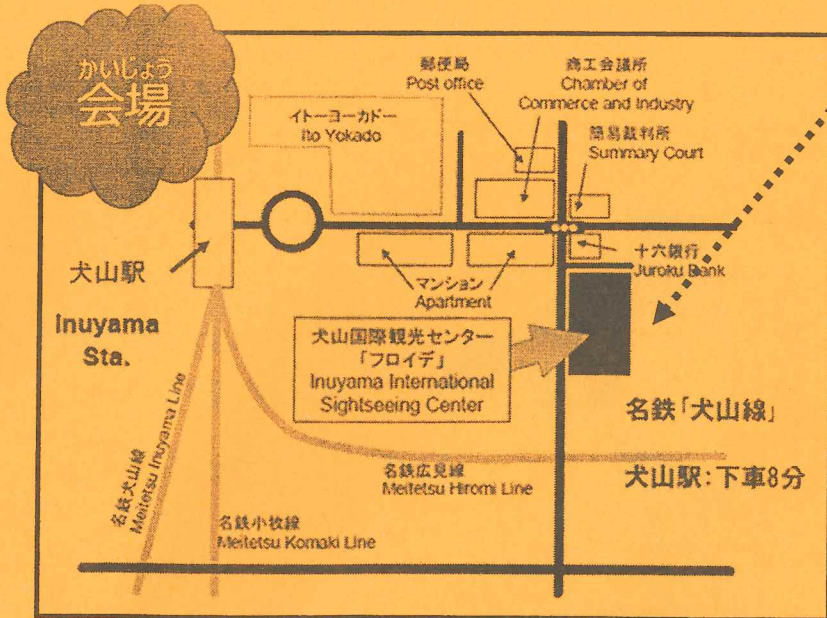 かいじょう
会場
郵便局
Post office
商工会議所
Chamber of
Commerce and Industry
イトーヨーカドー
Ito Yokado
簡易裁判所
Summary Court
犬山駅
Inuyama
Sta.
マンション
Apartment
十六銀行
Juroku Bank
犬山国際観光センター
「フロイデ」
Inuyama International
Sightseeing Center
名鉄「犬山線」
犬山駅：下車8分
名鉄犬山線
Meitetsu Inuyama Line
名鉄広見線
Meitetsu Hiromi Line
名鉄小牧線
Meitetsu Komaki Line